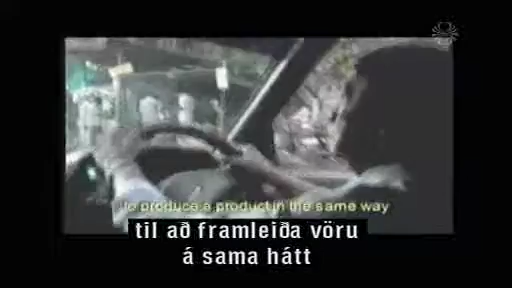 to produce a product in the same way
til að framleiða vöru
á sama hátt